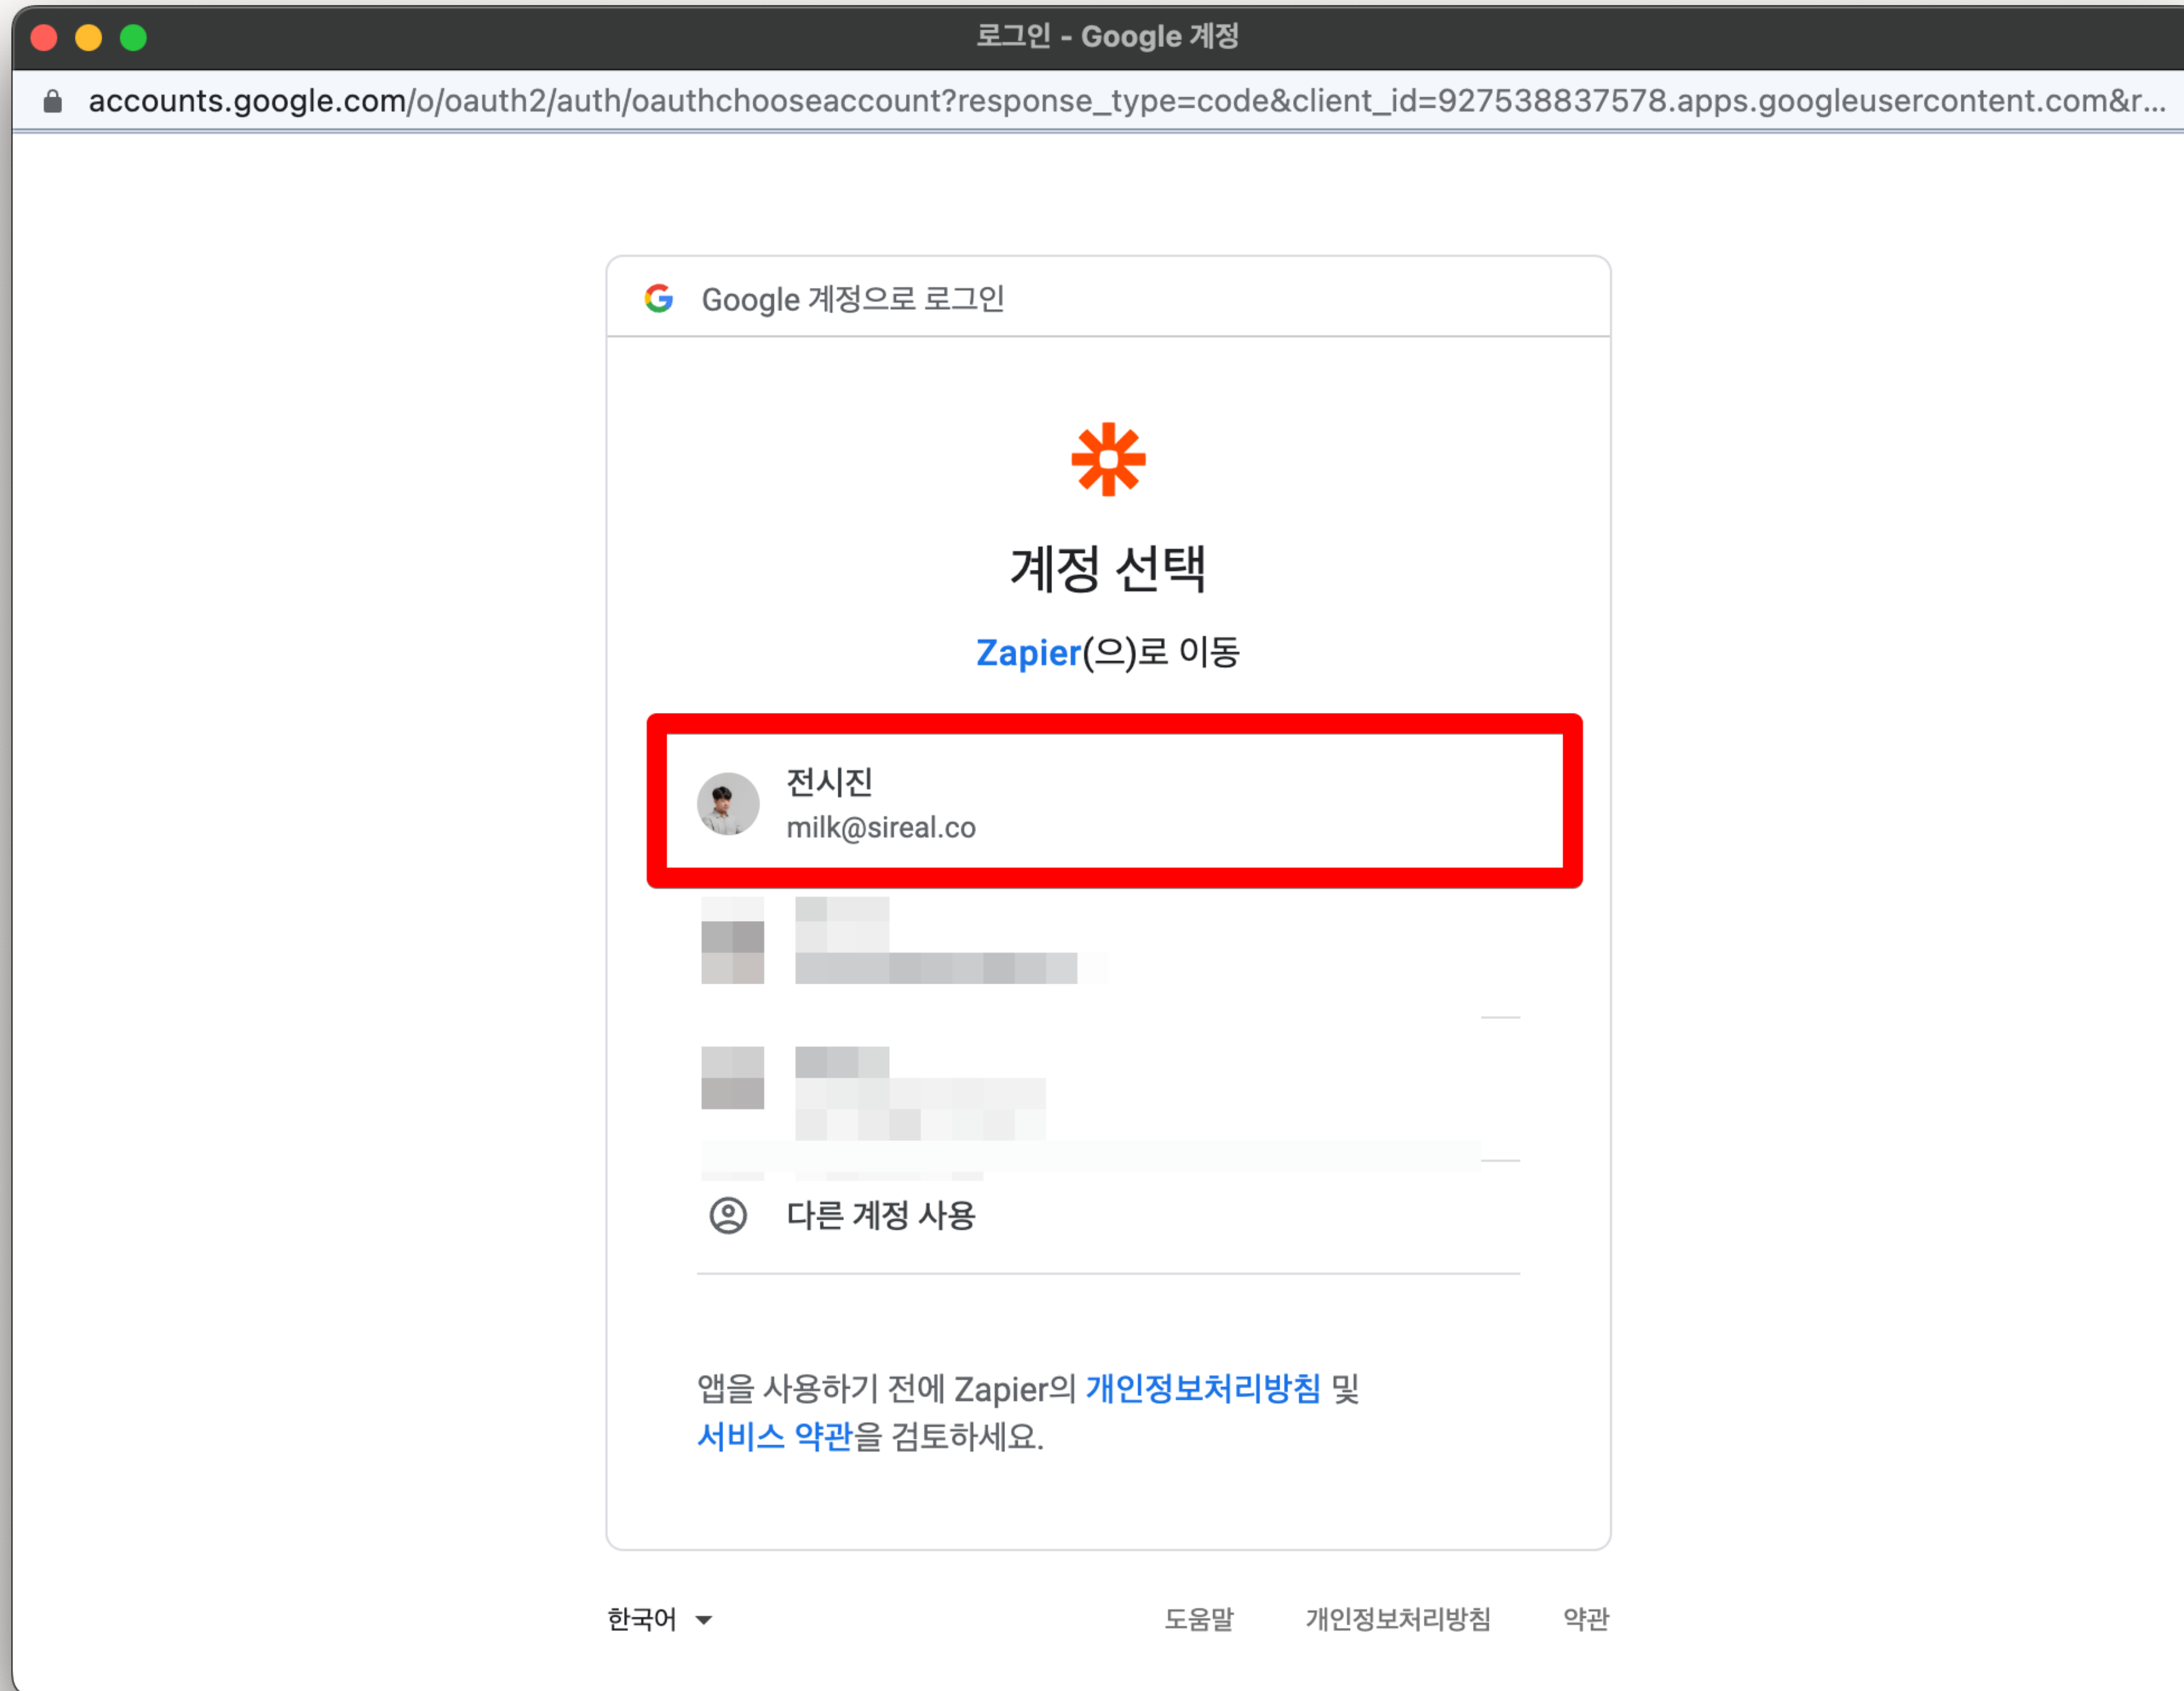 로그인 - Google 계정
accounts.google.com/o/oauth2/auth/oauthchooseaccount?response_type=code&client_id=927538837578.apps.googleusercontent.com&r...
Google 계정으로 로그인
계정 선택
Zapier(으)로 이동
전시진
milk@sireal.co
다른 계정 사용
앱을 사용하기 전에 Zapier의 개인정보처리방침 및
서비스 약관을 검토하세요.
한국어
도움말 개인정보처리방침 약관